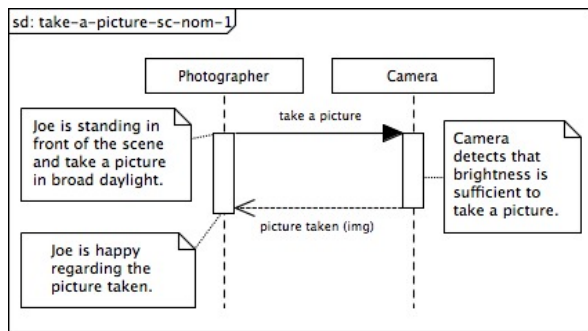 sd: take-a-picture-sc-nom-1
Photographer
Camera
take a picture
Joe is standing in
front of the scene
and take a picture
in broad daylight.
Camera
detects that
brightness is
sufficient to
take a picture.
picture taken (img)
Joe is happy
regarding the
picture taken.